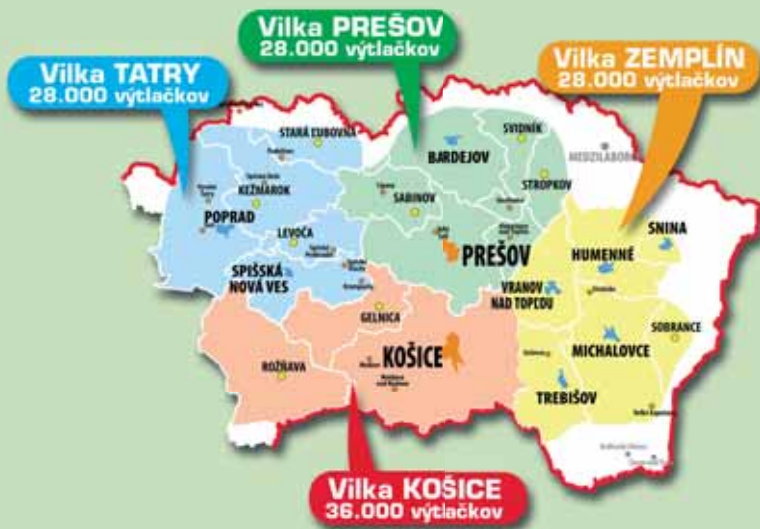 Vilka PREŠOV
28.000 výtlačkov
Vilka TATRY
28.000 výtlačkov
Vilka ZEMPLÍN
28.000 výtlačkov
STARÁ ĽUBOVŇA
SVIDNÍK
BARDEJOV
MEDZILABORCE
STROPKOV
KEŽMAROK
SABINOV
POPRAD
SNINA
LEVOČA
HUMENNÉ
PREŠOV
SPIŠSKÁ
NOVÁ VES
VRANOV
NAD TOPĽOU
GELNICA
SOBRANCE
MICHALOVCE
KOŠICE
ROŽŇAVA
TREBIŠOV
Vilka KOŠICE
36.000 výtlačkov